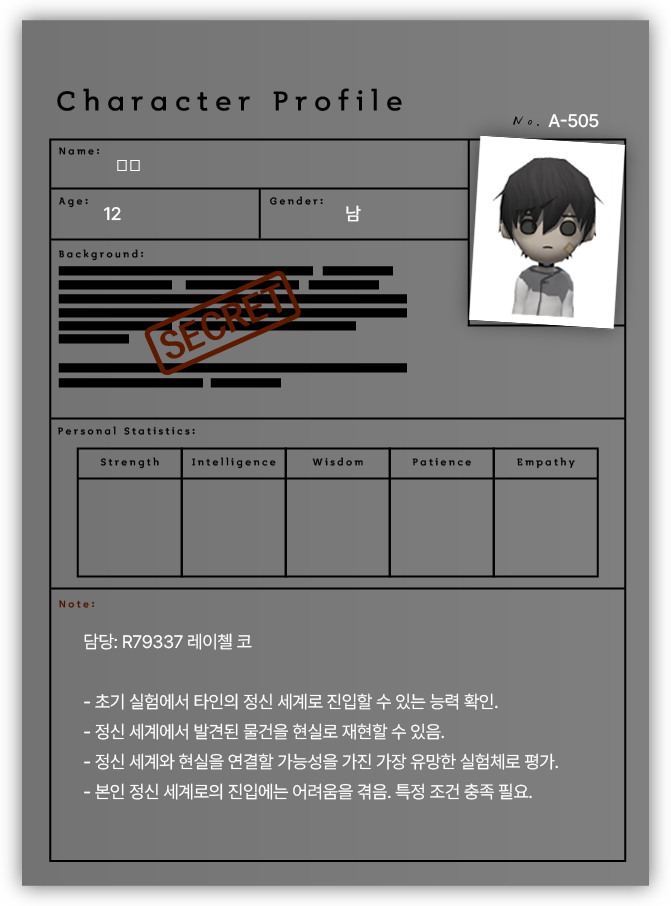 Character Profile
No. A-505
Name:
□□
Age: 12
Gender: 남
Background:
SECRET
Personal Statistics:
Strength Intelligence Wisdom Patience Empathy
Note:
담당: R79337 레이첼 코
- 초기 실험에서 타인의 정신 세계로 진입할 수 있는 능력 확인.
- 정신 세계에서 발견된 물건을 현실로 재현할 수 있음.
- 정신 세계와 현실을 연결할 가능성을 가진 가장 유망한 실험체로 평가.
- 본인 정신 세계로의 진입에는 어려움을 겪음. 특정 조건 충족 필요.